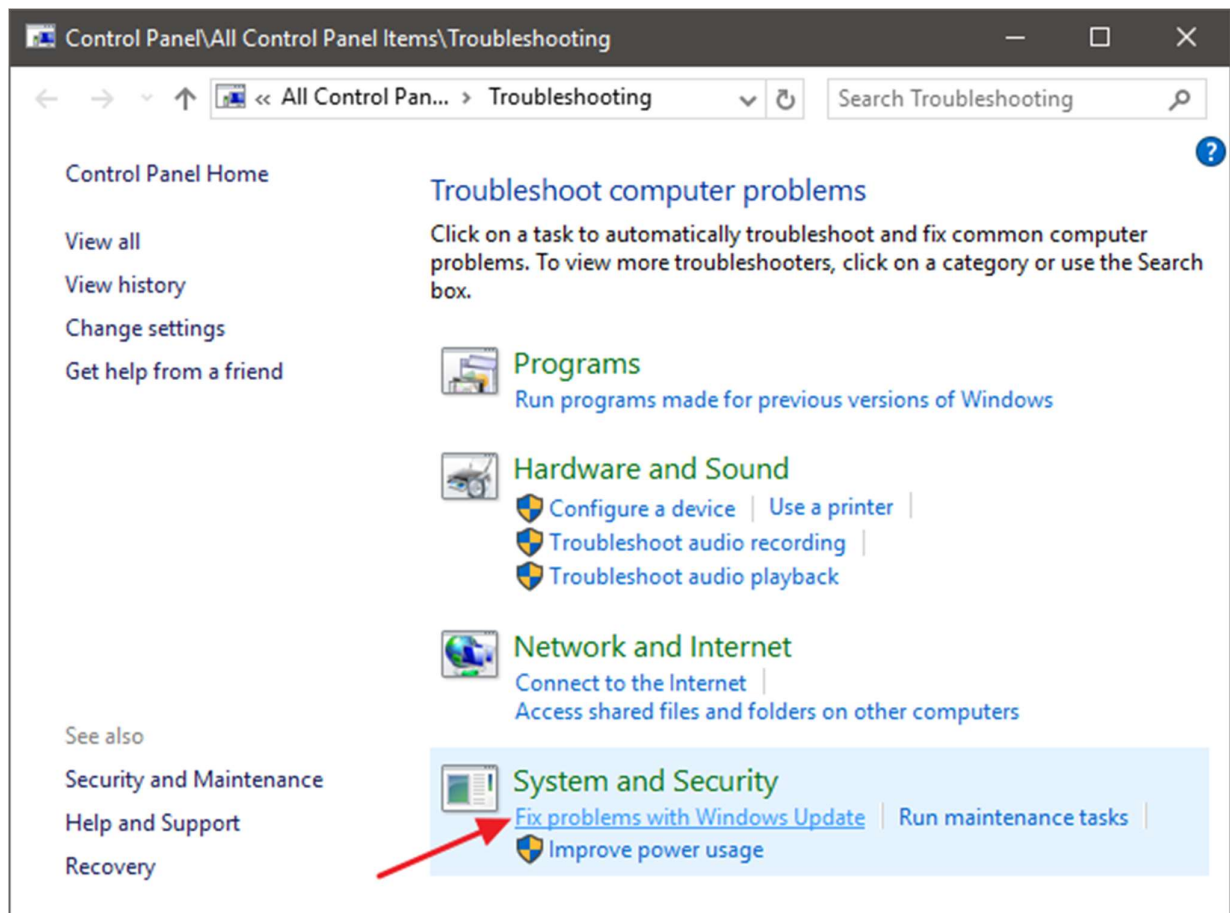 Control Panel\All Control Panel Items\Troubleshooting
« All Control Pan... > Troubleshooting
Search Troubleshooting
?
Control Panel Home
View all
View history
Change settings
Get help from a friend
See also
Security and Maintenance
Help and Support
Recovery
Troubleshoot computer problems
Click on a task to automatically troubleshoot and fix common computer
problems. To view more troubleshooters, click on a category or use the Search
box.
Programs
Run programs made for previous versions of Windows
Hardware and Sound
Configure a device | Use a printer |
Troubleshoot audio recording |
Troubleshoot audio playback
Network and Internet
Connect to the Internet |
Access shared files and folders on other computers
System and Security
Fix problems with Windows Update | Run maintenance tasks |
Improve power usage